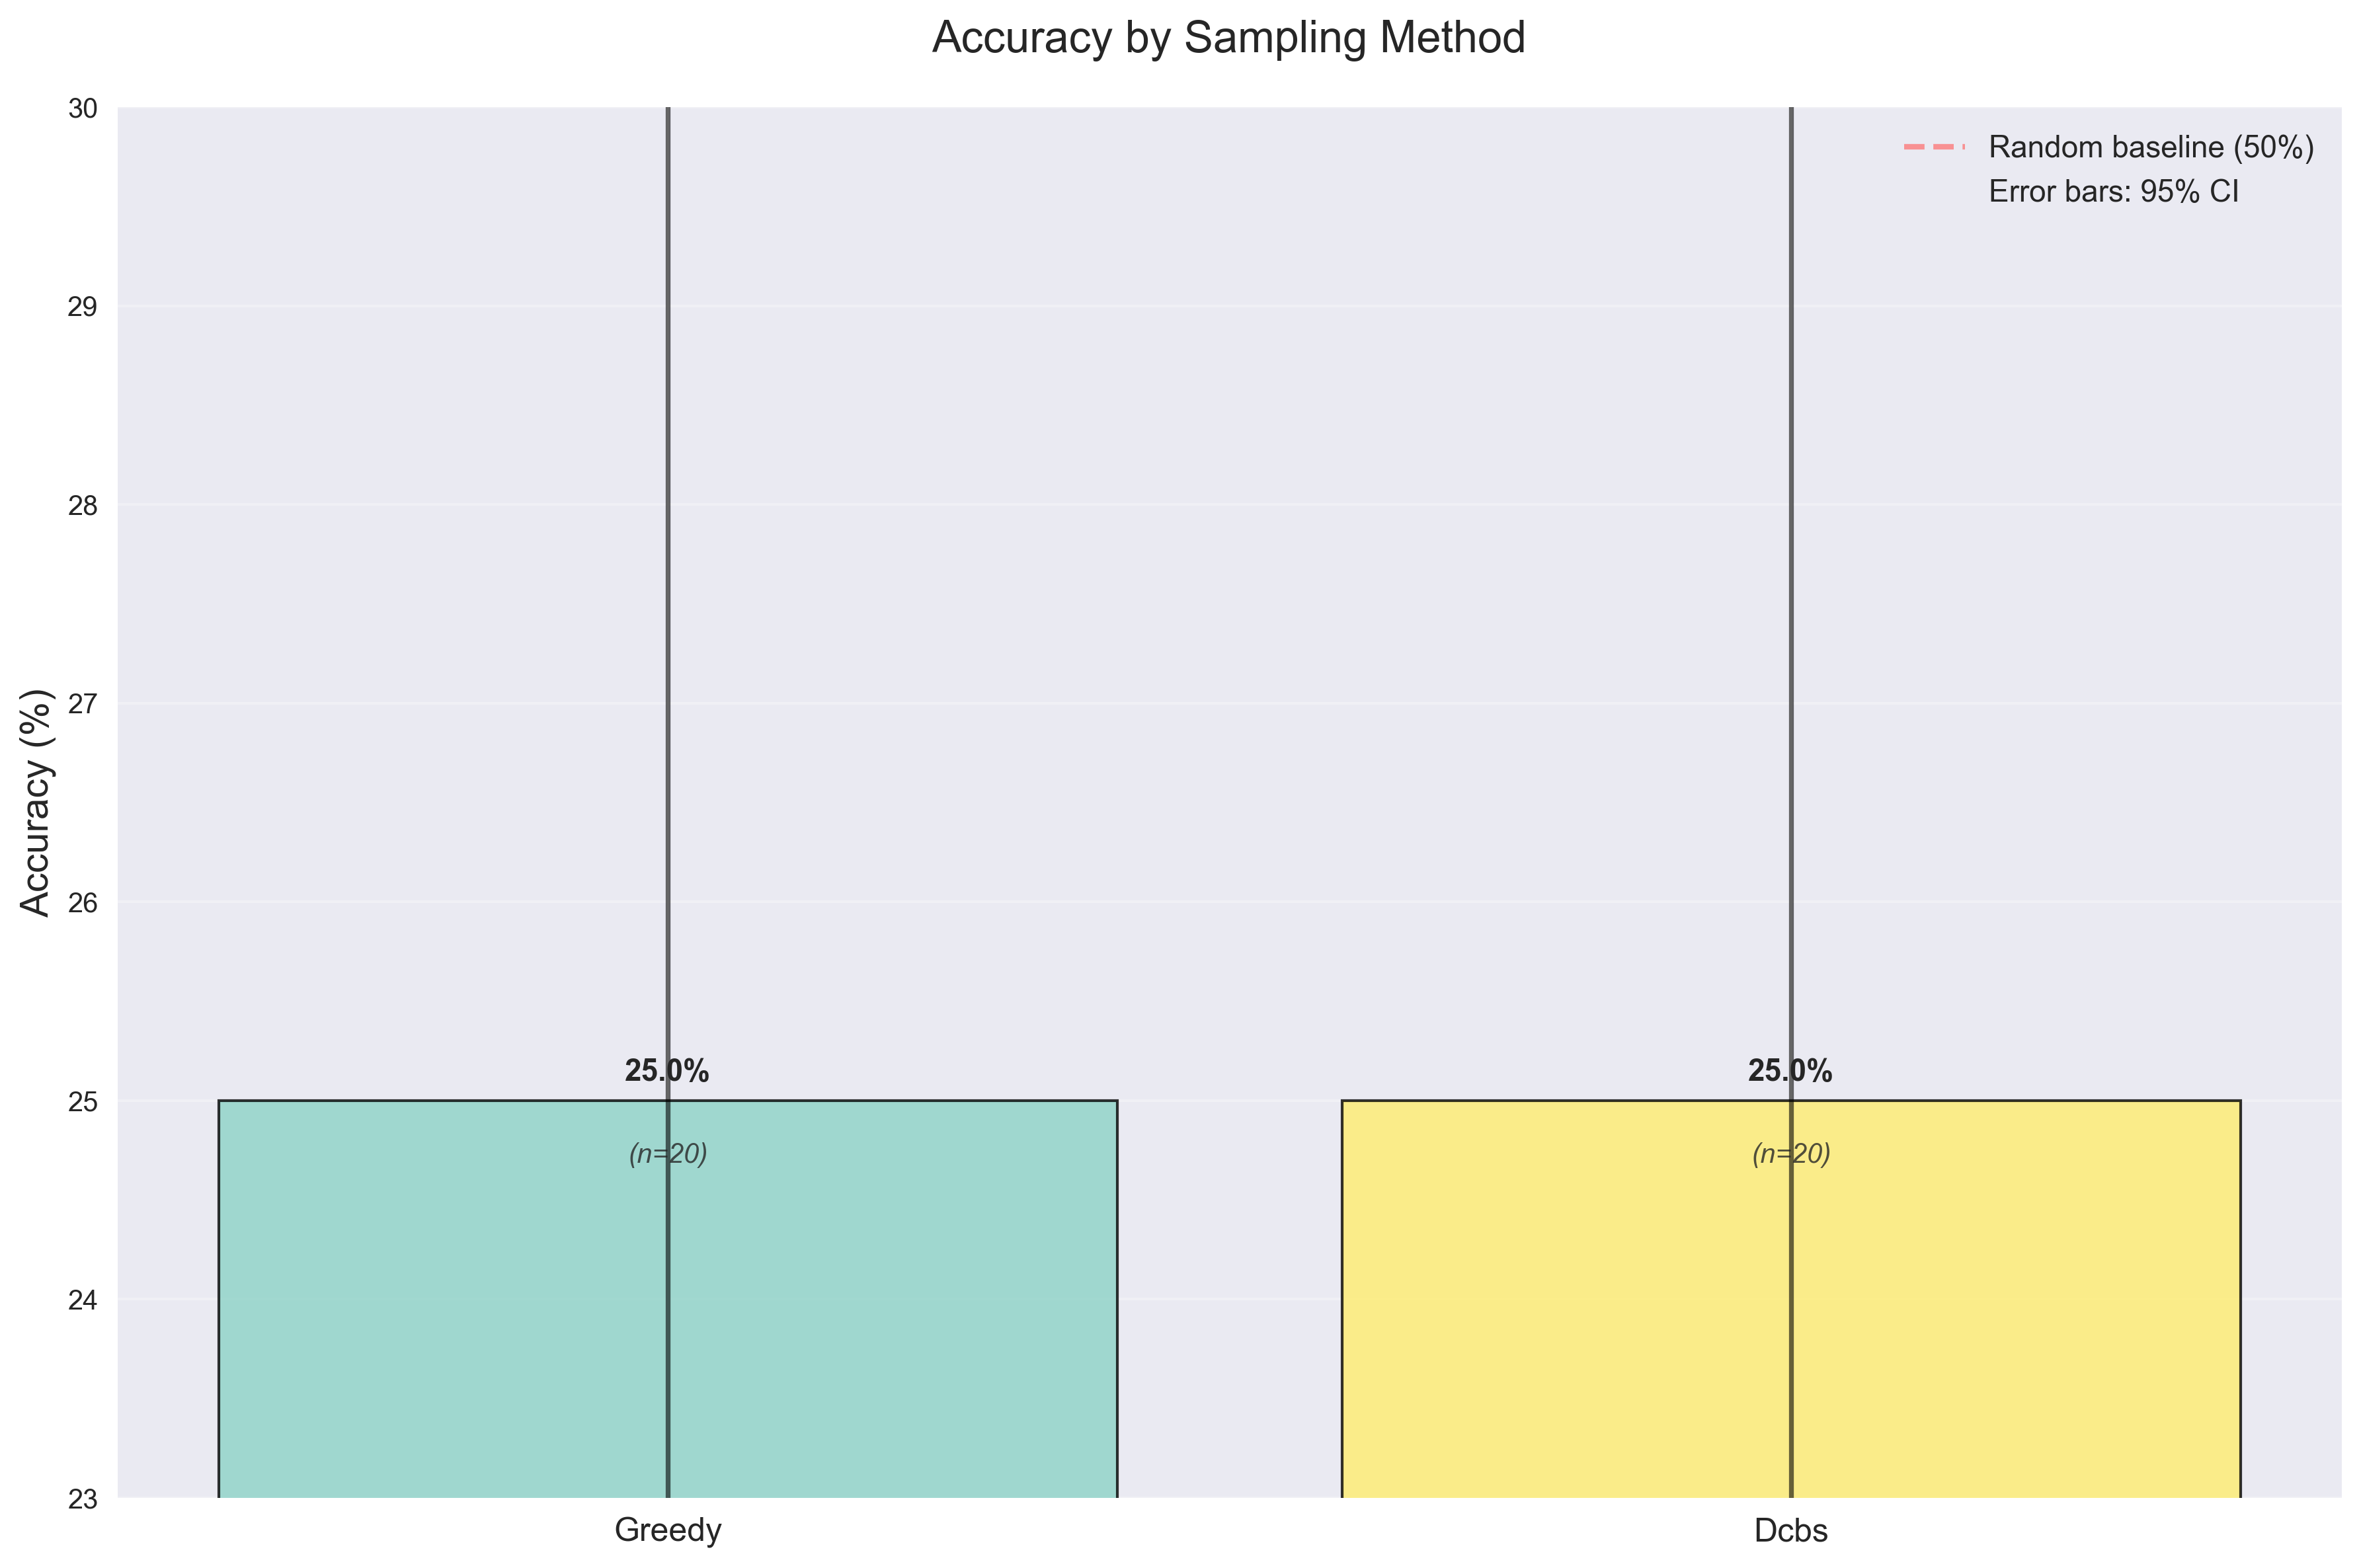 Accuracy by Sampling Method
Random baseline (50%)
Error bars: 95% CI
Accuracy (%)
30
29
28
27
26
25
24
23
25.0%
(n=20)
25.0%
(n=20)
Greedy
Dcbs